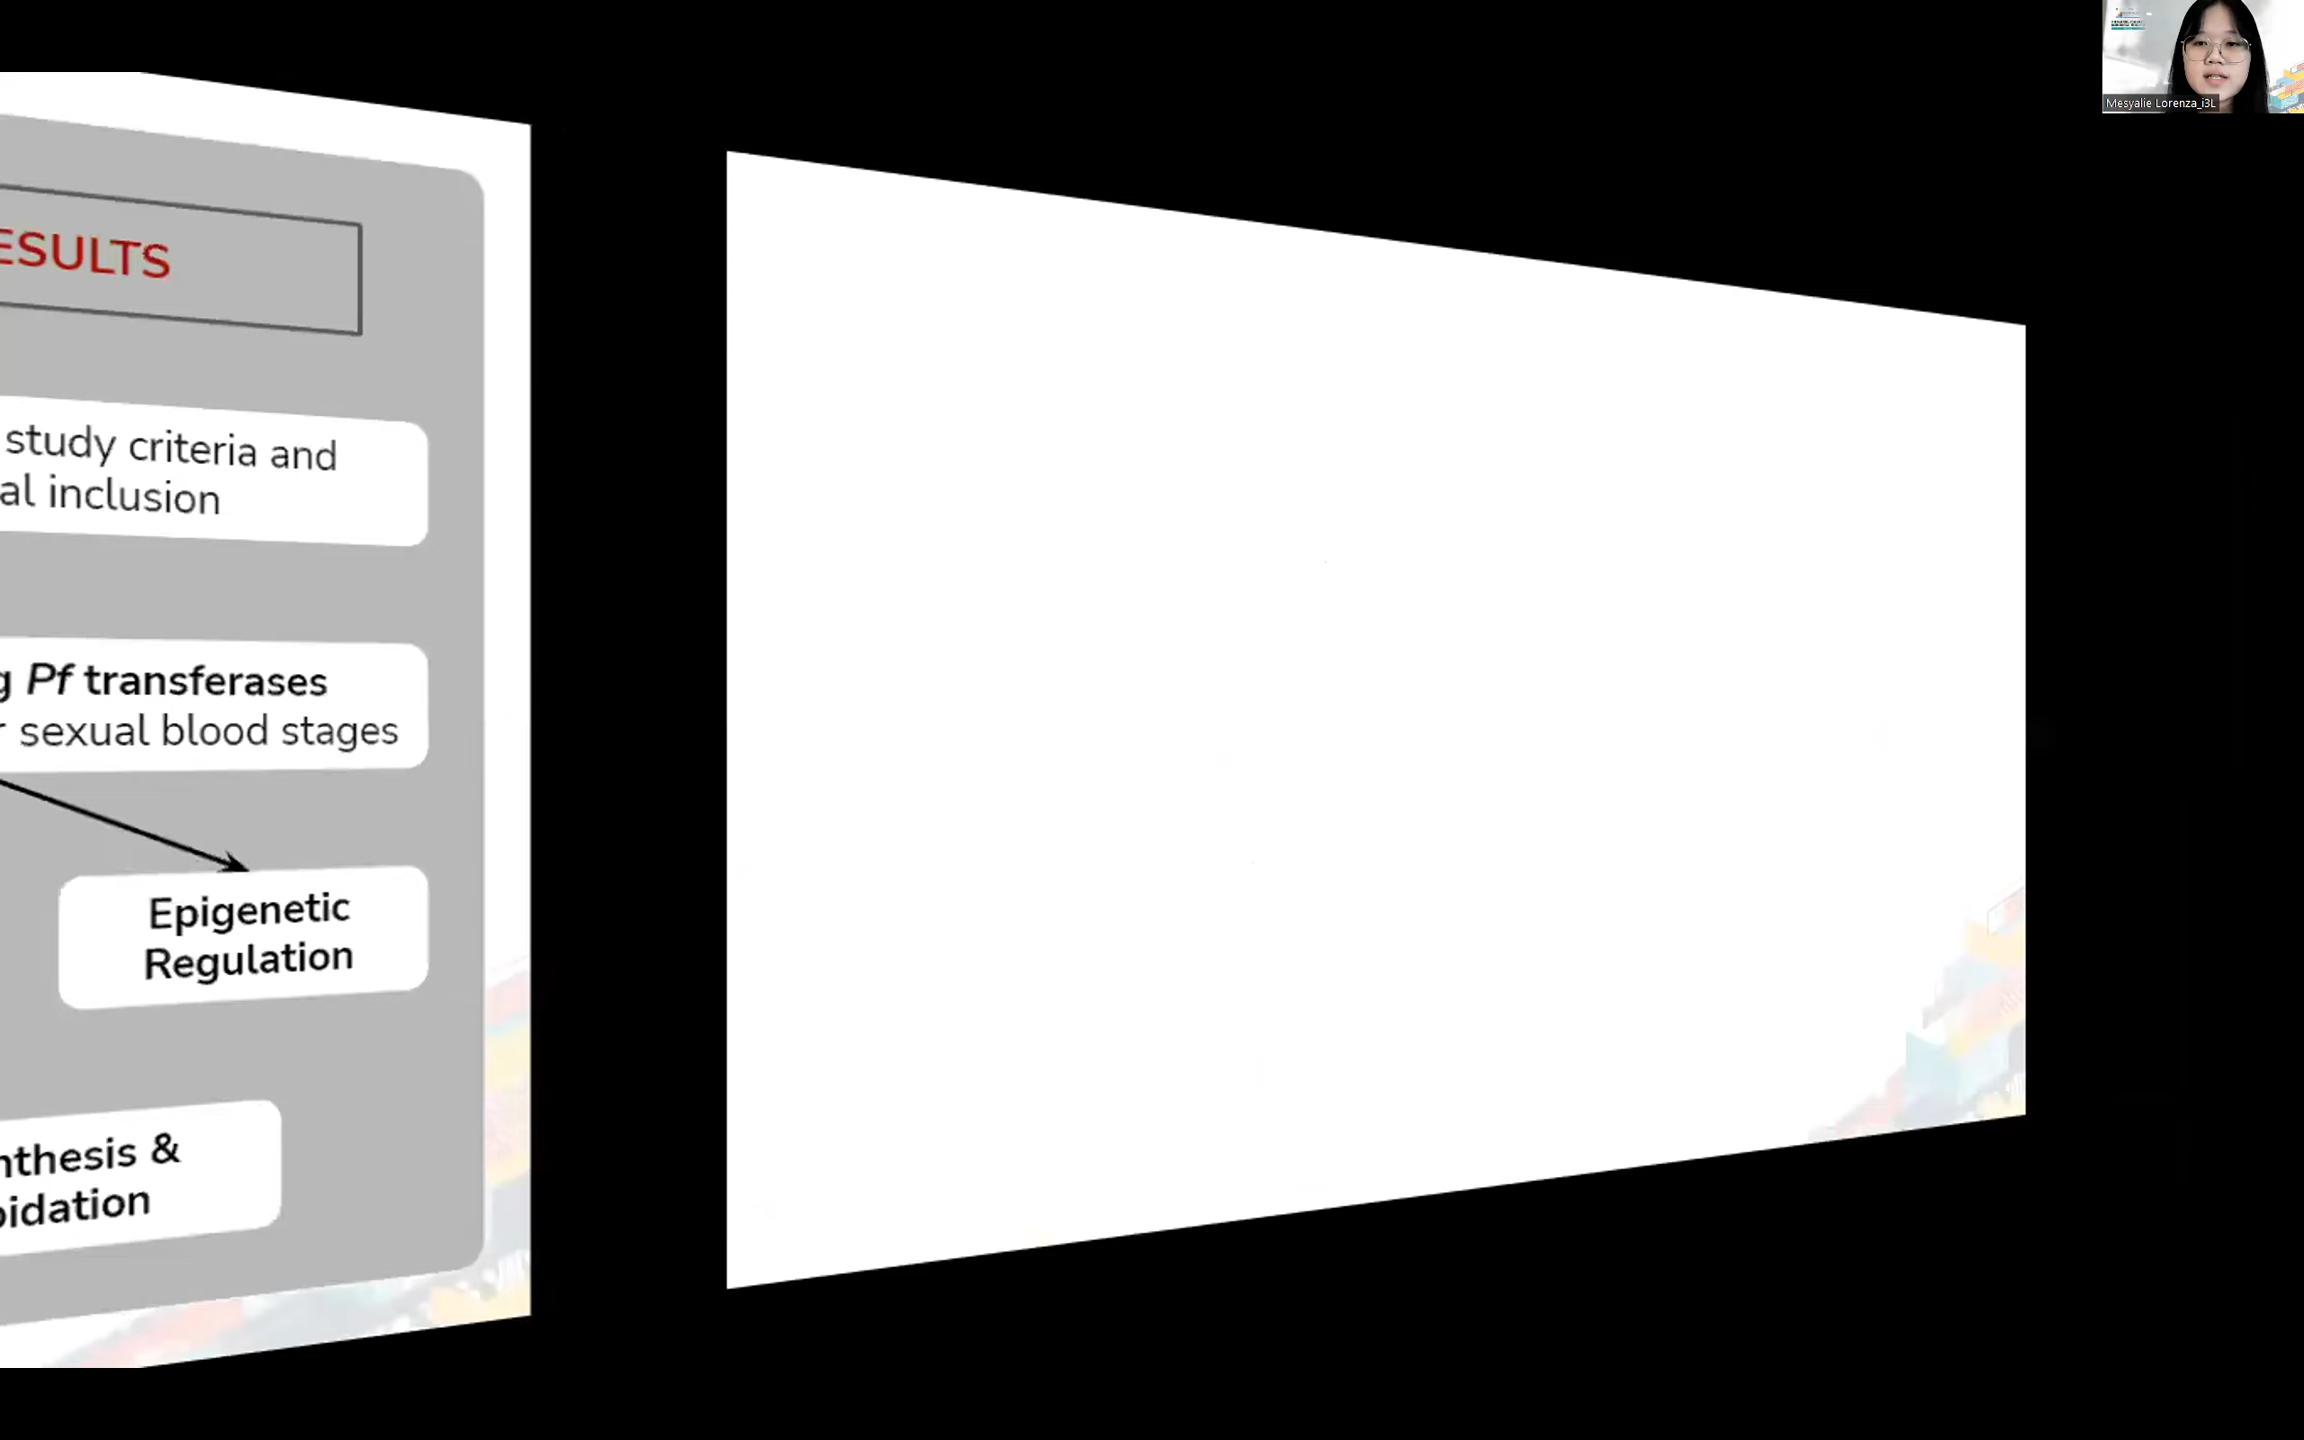 ESULTS
study criteria and
al inclusion
g Pf transferases
r sexual blood stages
Epigenetic
Regulation
nthesis &
idation
Mesyalie Lorenza_i3L